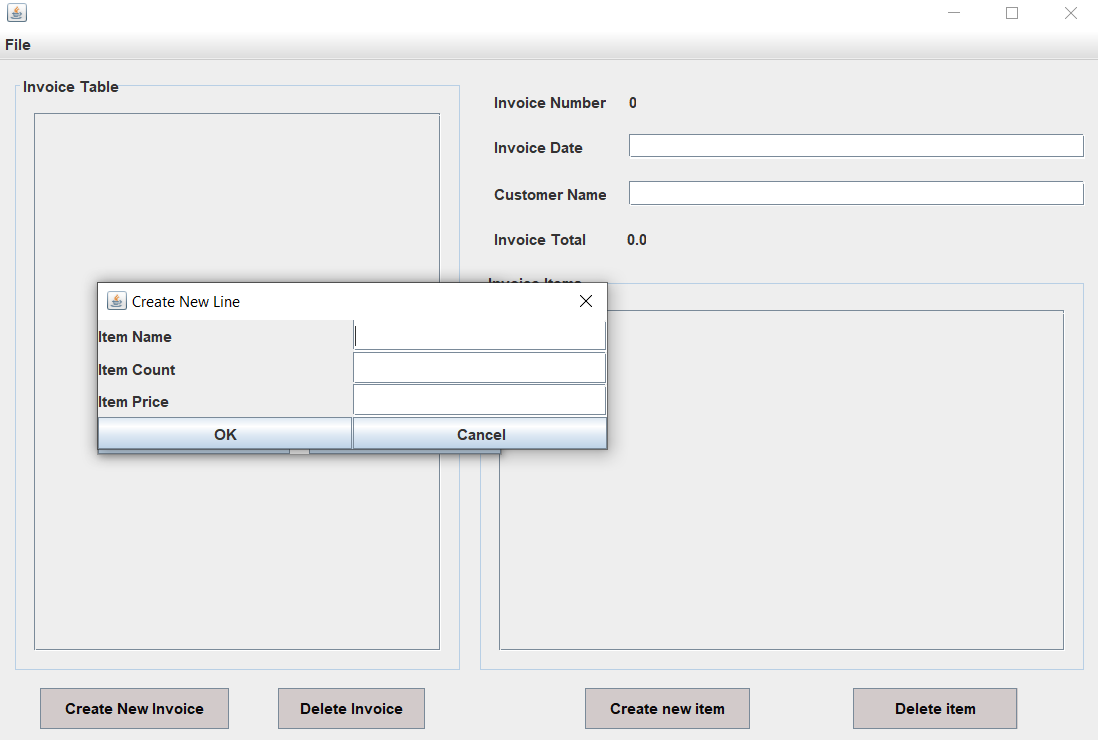 File
Invoice Table
Invoice Number 0
Invoice Date
Customer Name
Invoice Total 0.0
Invoice Items
Create New Line
Item Name
Item Count
Item Price
OK Cancel
Create New Invoice Delete Invoice Create new item Delete item